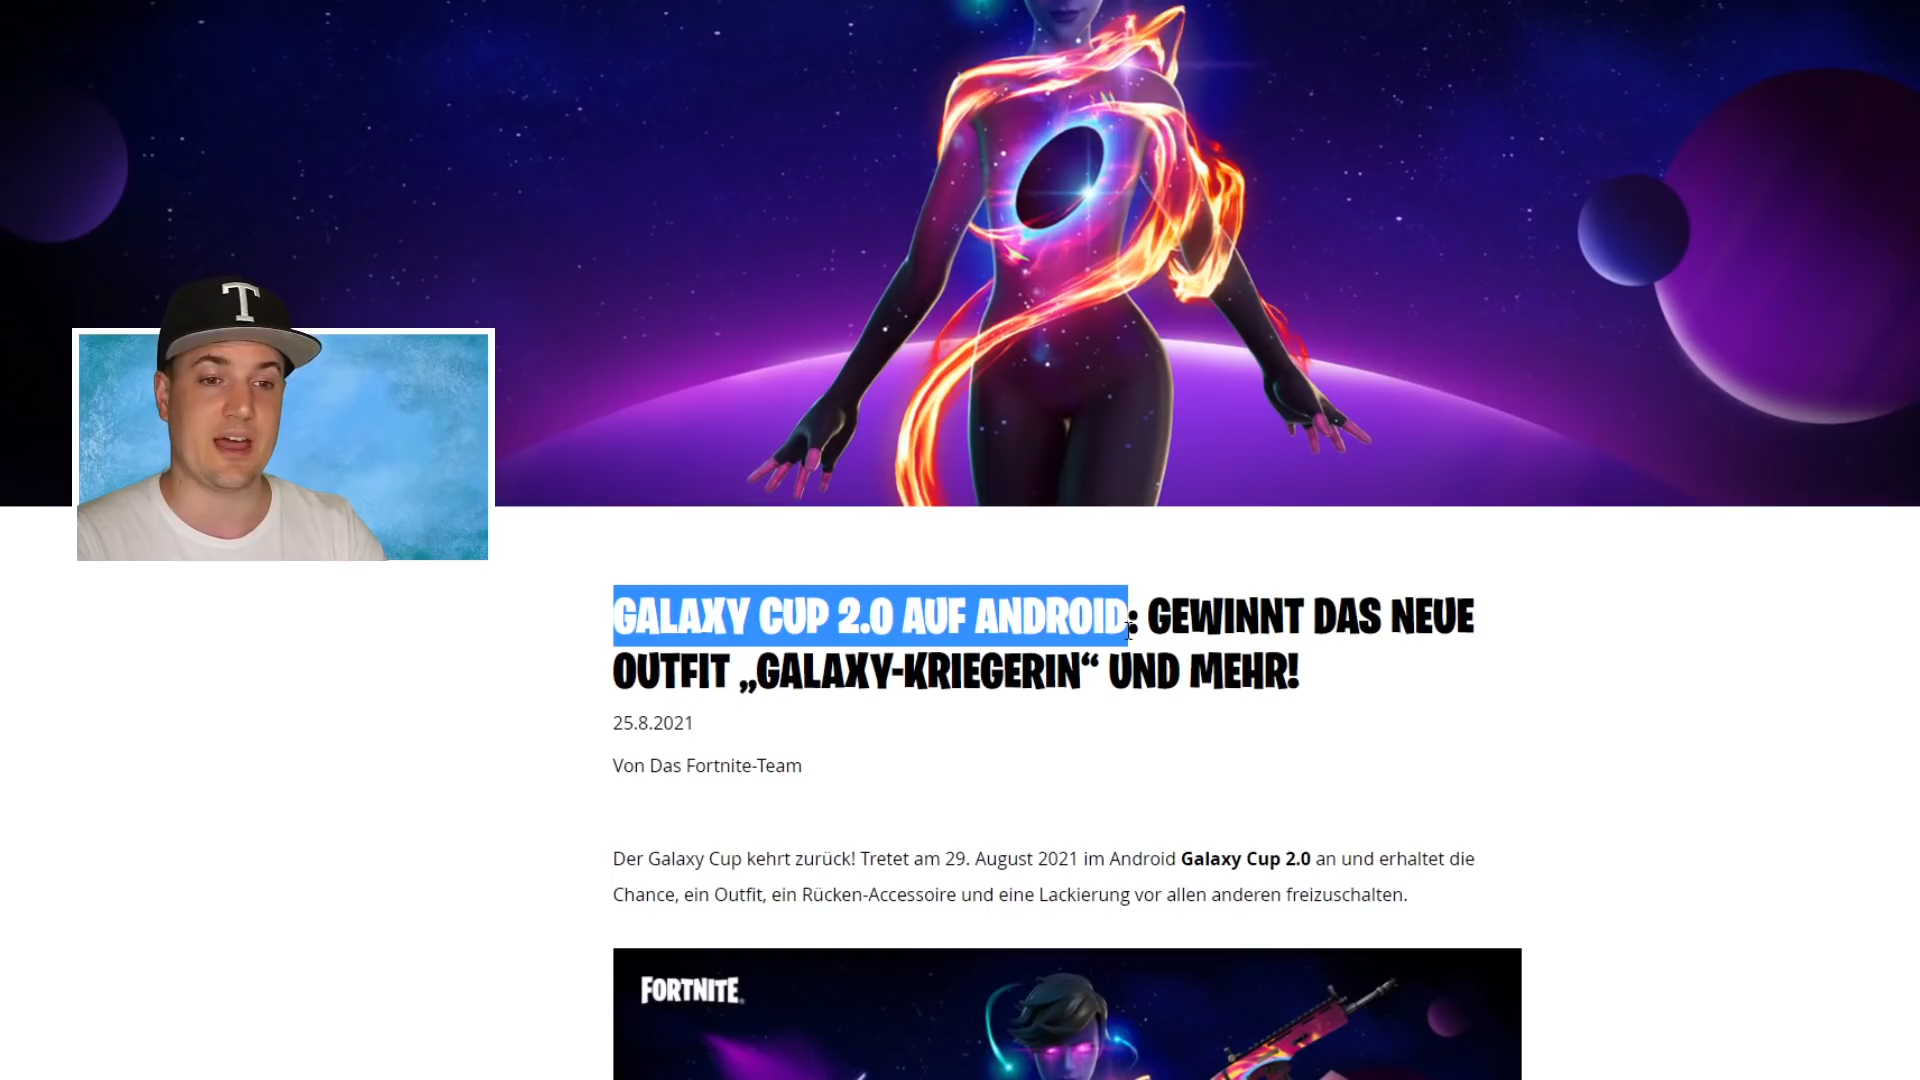 T
GALAXY CUP 2.0 AUF ANDROID: GEWINNT DAS NEUE
OUTFIT „GALAXY-KRIEGERIN“ UND MEHR!
25.8.2021
Von Das Fortnite-Team
Der Galaxy Cup kehrt zurück! Tretet am 29. August 2021 im Android Galaxy Cup 2.0 an und erhaltet die
Chance, ein Outfit, ein Rücken-Accessoire und eine Lackierung vor allen anderen freizuschalten.
FORTNITE